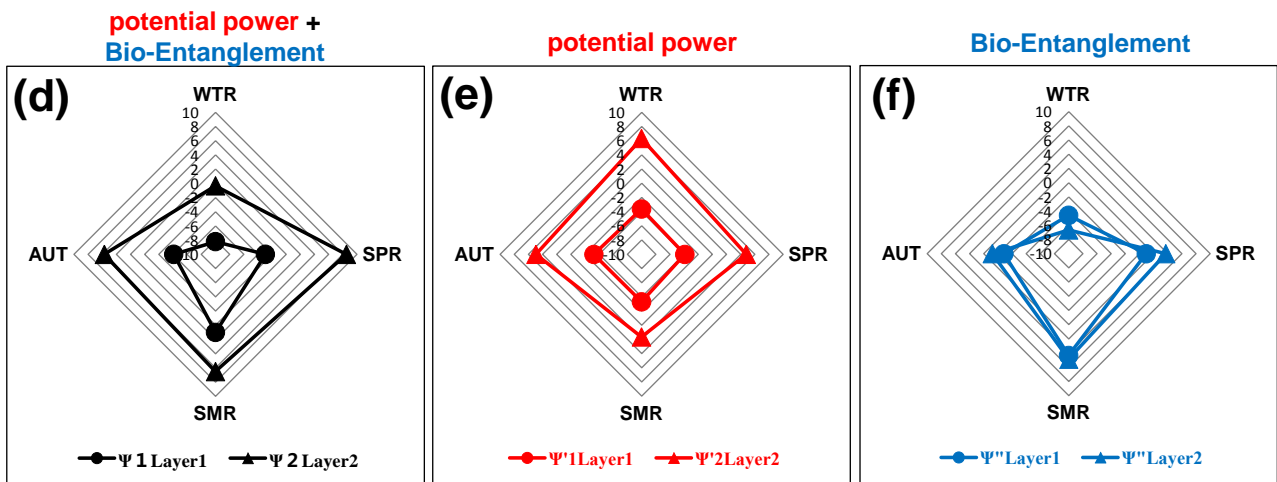 potential power +
Bio-Entanglement
potential power
Bio-Entanglement
(d)
WTR
10
8
6
4
2
0
-2
-4
-6
-8
-10
AUT
SPR
SMR
Ψ 1 Layer1
Ψ 2 Layer2
(e)
WTR
10
8
6
4
2
0
-2
-4
-6
-8
-10
AUT
SPR
SMR
Ψ'1Layer1
Ψ'2Layer2
(f)
WTR
10
8
6
4
2
0
-2
-4
-6
-8
-10
AUT
SPR
SMR
Ψ"Layer1
Ψ"Layer2